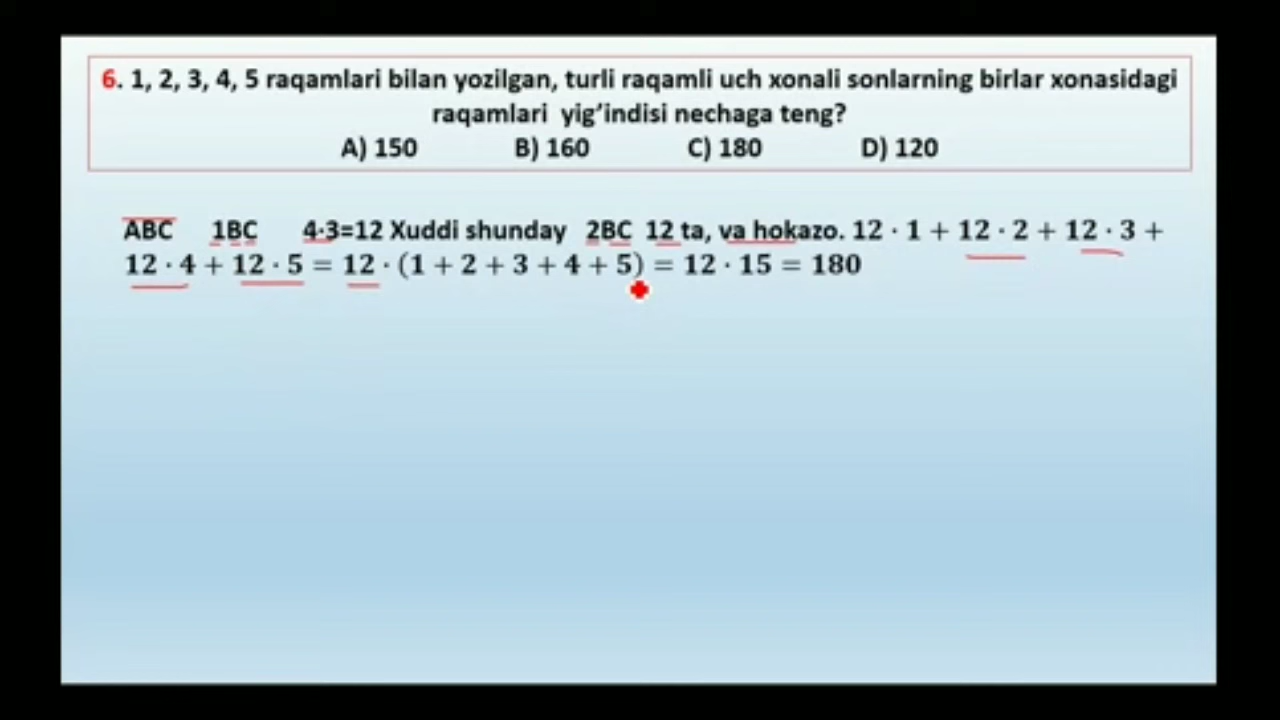 6. 1, 2, 3, 4, 5 raqamlari bilan yozilgan, turli raqamli uch xonali sonlarning birlar xonasidagi
raqamlari yig’indisi nechaga teng?
A) 150 B) 160 C) 180 D) 120
ABC 1BC 4·3=12 Xuddi shunday 2BC 12 ta, va hokazo. 12 · 1 + 12 · 2 + 12 · 3 +
12 · 4 + 12 · 5 = 12 · (1 + 2 + 3 + 4 + 5) = 12 · 15 = 180